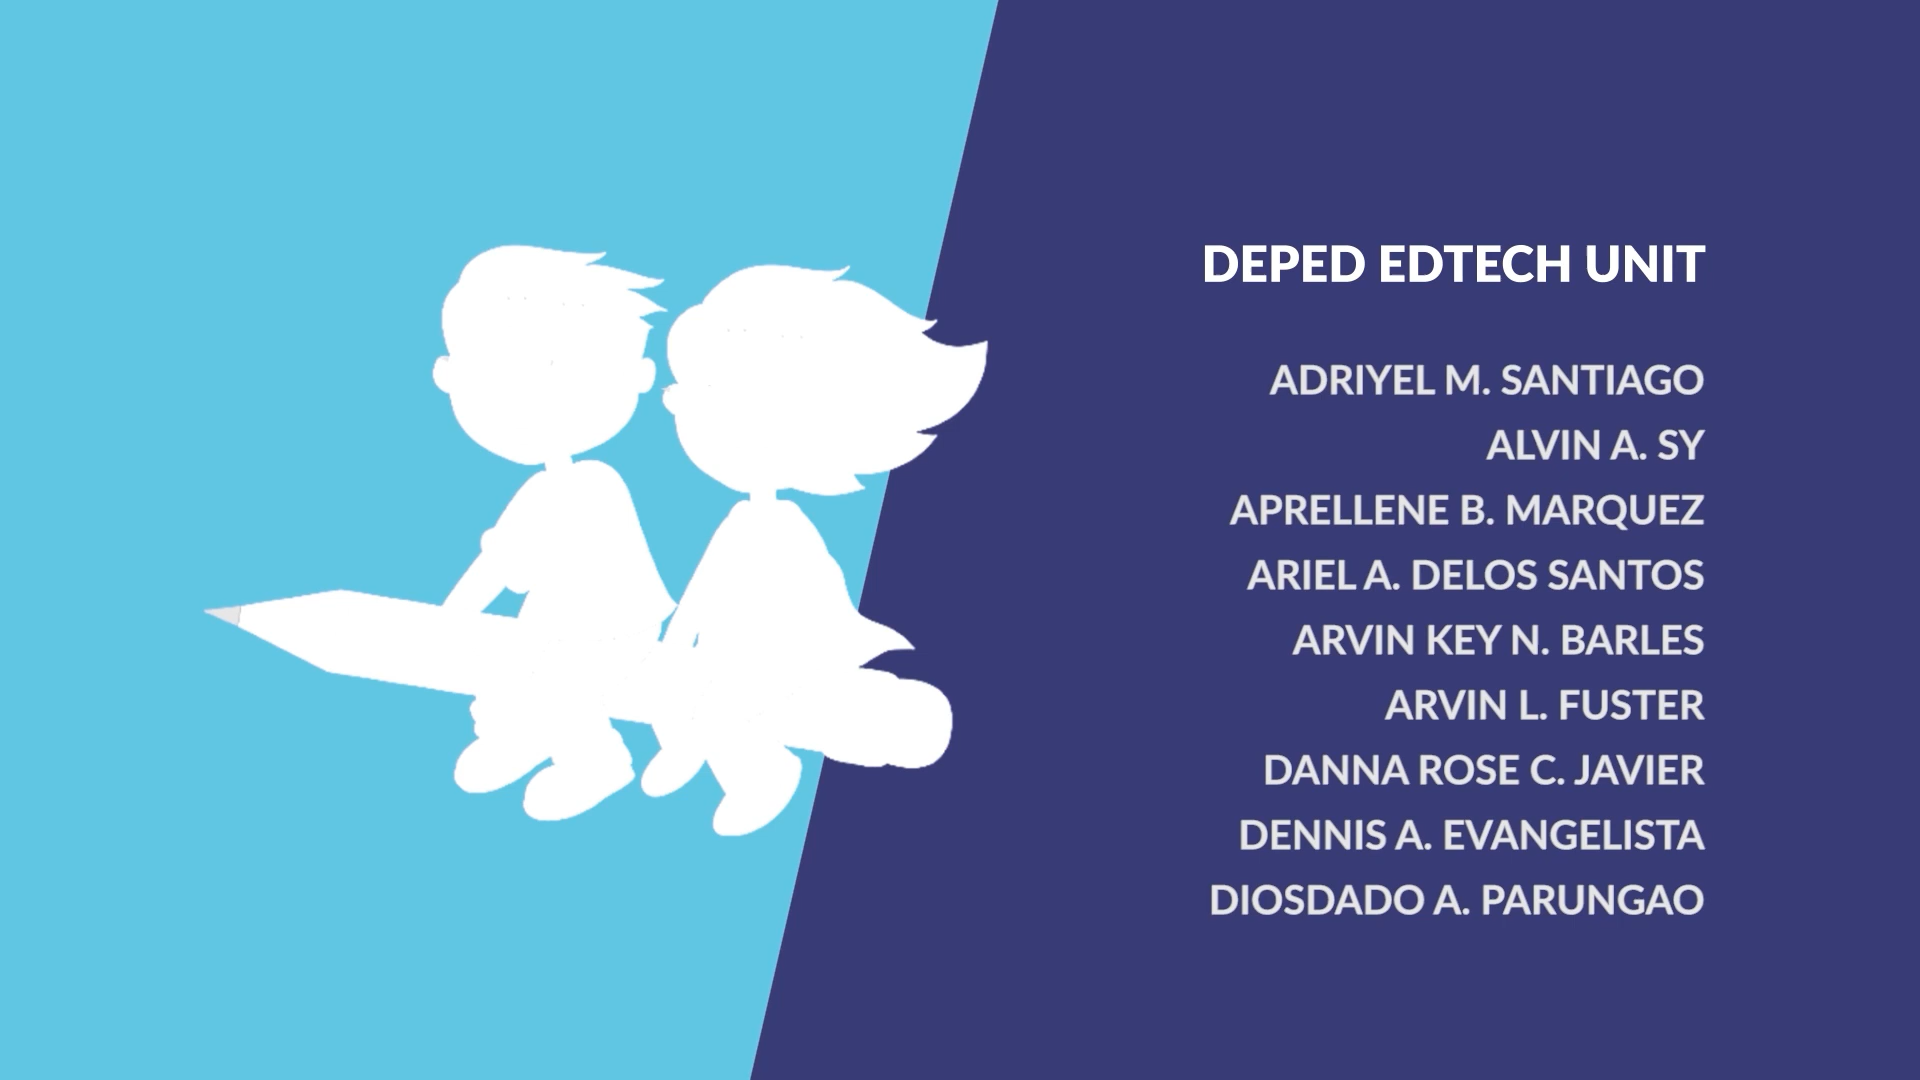 DEPED EDTECH UNIT
ADRIYEL M. SANTIAGO
ALVIN A. SY
APRELLENE B. MARQUEZ
ARIEL A. DELOS SANTOS
ARVIN KEY N. BARLES
ARVIN L. FUSTER
DANNA ROSE C. JAVIER
DENNIS A. EVANGELISTA
DIOSDADO A. PARUNGAO